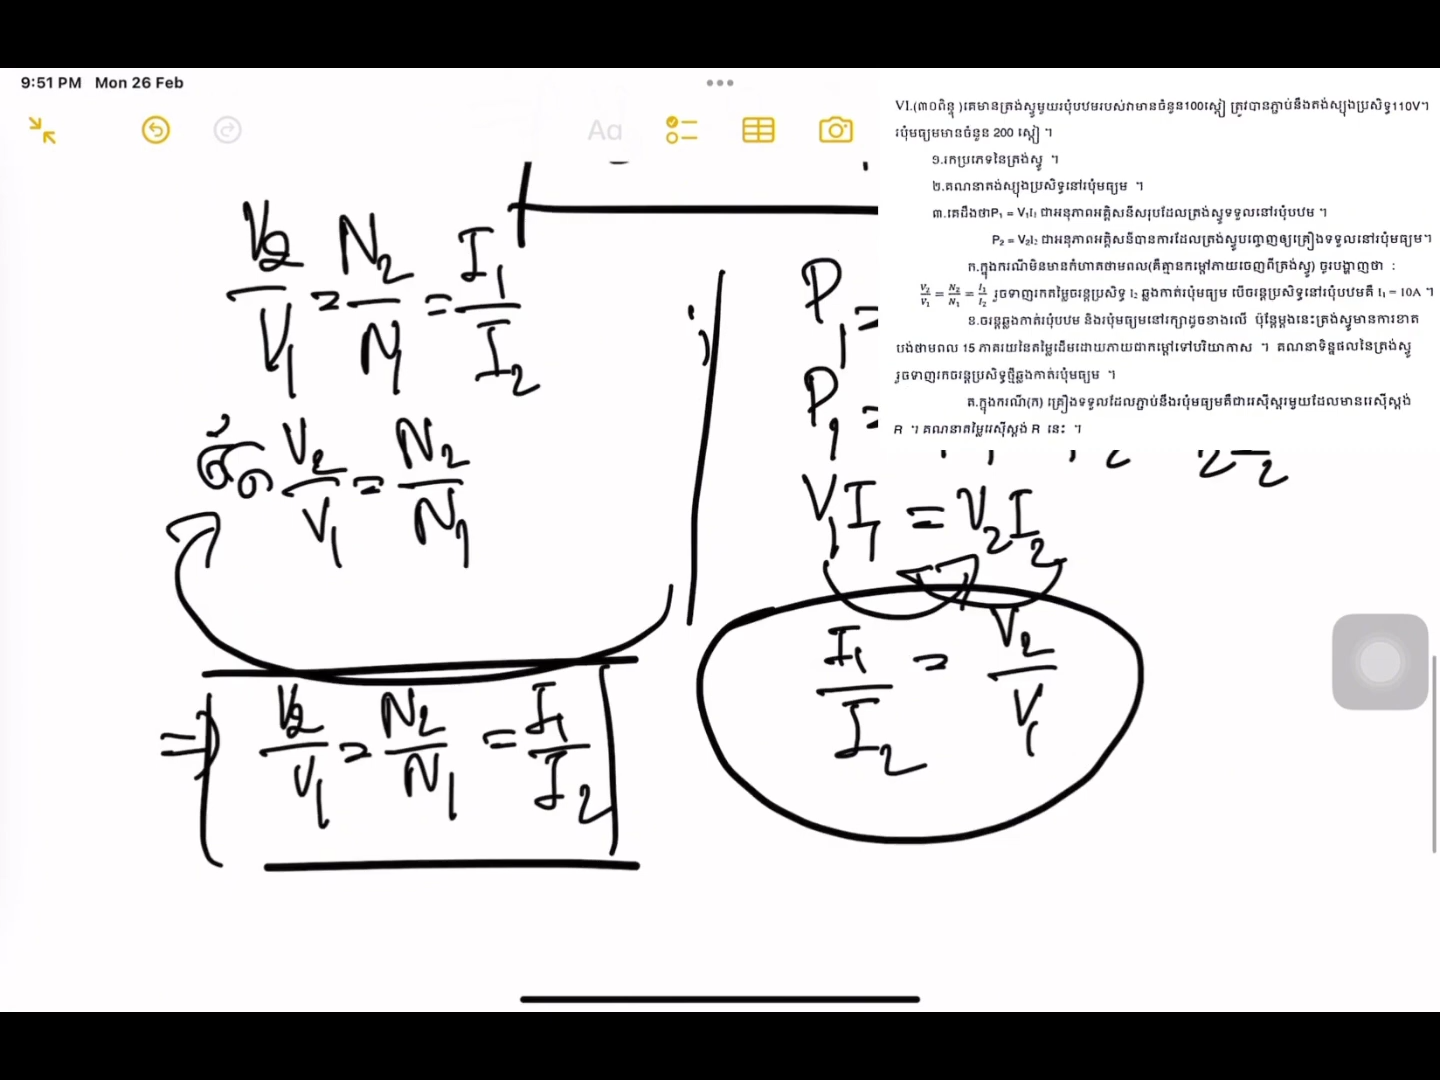 9:51 PM Mon 26 Feb
Aa
VI.(៣០ពិន្ទុ )គេមានត្រង់ស្វូមួយរបុំបឋមរបស់វាមានចំនួន100ស្ពៀ ត្រូវបានភ្ជាប់នឹងតង់ស្យុងប្រសិទ្ធ110V។
របុំមធ្យមមានចំនួន 200 ស្ពៀ ។
១.រកប្រភេទនៃត្រង់ស្វូ ។
២.គណនាតង់ស្យុងប្រសិទ្ធនៅរបុំមធ្យម ។
៣.គេដឹងថាP₁ = V₁I₁ ជាអនុភាពអគ្គិសនីសរុបដែលត្រង់ស្វូទទួលនៅរបុំបឋម ។
P₂ = V₂I₂ ជាអនុភាពអគ្គិសនីបានការដែលត្រង់ស្វូបញ្ចេញឲ្យគ្រឿងទទួលនៅរបុំមធ្យម។
ក.ក្នុងករណីមិនមានកំហាតថាមពល(គឺគ្មានកម្ដៅភាយចេញពីត្រង់ស្វូ) ចូរបង្ហាញថា :
V₂/V₁ = N₂/N₁ = I₁/I₂ រួចទាញរកតម្លៃចរន្តប្រសិទ្ធ I₂ ឆ្លងកាត់របុំមធ្យម បើចរន្តប្រសិទ្ធនៅរបុំបឋមគឺ I₁ = 10A ។
ខ.ចរន្តឆ្លងកាត់របុំបឋម និងរបុំមធ្យមនៅរក្សាដូចខាងលើ ប៉ុន្តែម្ដងនេះត្រង់ស្វូមានការខាត
បង់ថាមពល 15 ភាគរយនៃតម្លៃដើមដោយភាយជាកម្ដៅទៅបរិយាកាស ។ គណនាទិន្នផលនៃត្រង់ស្វូ
រួចទាញរកចរន្តប្រសិទ្ធថ្មីឆ្លងកាត់របុំមធ្យម ។
គ.ក្នុងករណី(ក) គ្រឿងទទួលដែលភ្ជាប់នឹងរបុំមធ្យមគឺជារេស៊ីស្តរមួយដែលមានរេស៊ីស្តង់
R ។ គណនាតម្លៃរេស៊ីស្តង់ R នេះ ។
V₂/V₁ = N₂/N₁ = I₁/I₂ ;
P₁ =
P₁ =
V₂/V₁ = N₂/N₁
V₁I₁ = V₂I₂
I₁/I₂ = V₂/V₁
=> V₂/V₁ = N₂/N₁ = I₁/I₂